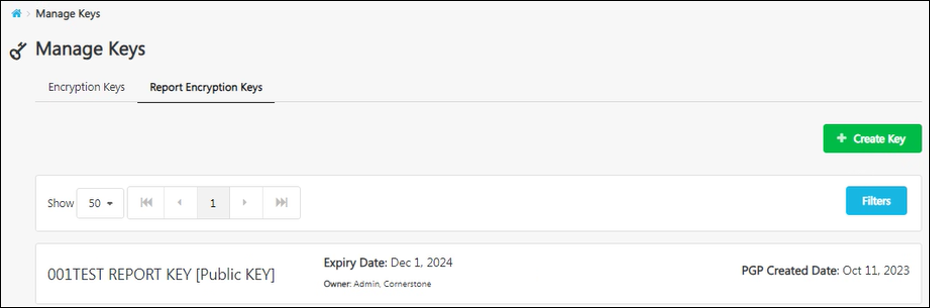 Manage Keys
Manage Keys
Encryption Keys Report Encryption Keys
+ Create Key
Show 50 1 Filters
001TEST REPORT KEY [Public KEY]
Expiry Date: Dec 1, 2024
Owner: Admin, Cornerstone
PGP Created Date: Oct 11, 2023